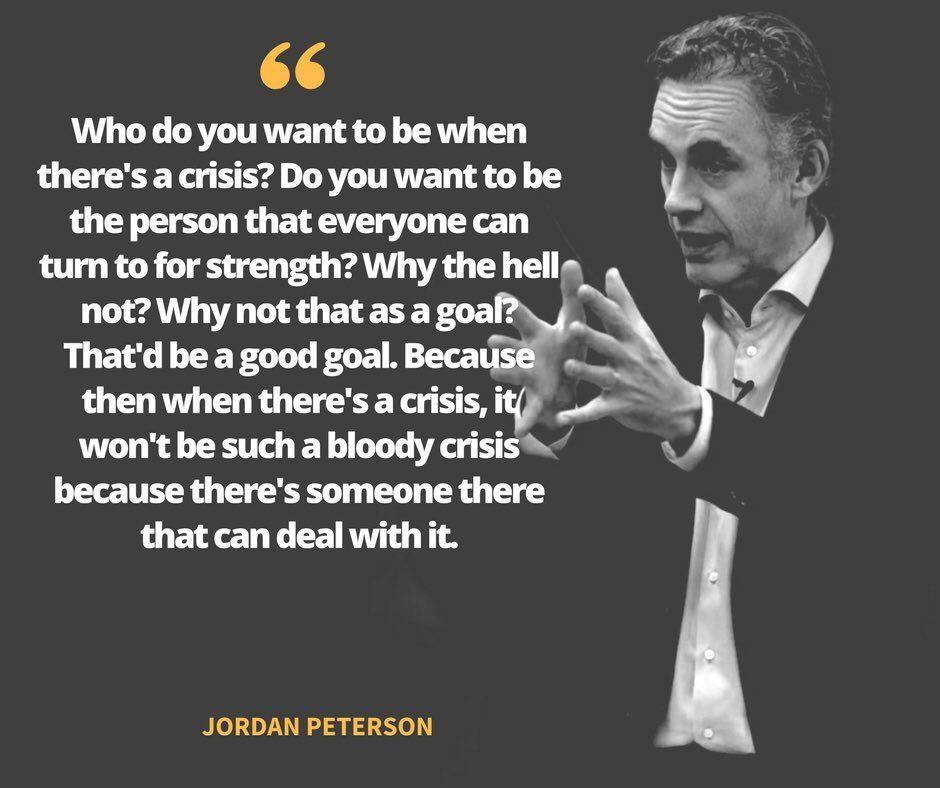 “
Who do you want to be when
there's a crisis? Do you want to be
the person that everyone can
turn to for strength? Why the hell
not? Why not that as a goal?
That'd be a good goal. Because
then when there's a crisis, it
won't be such a bloody crisis
because there's someone there
that can deal with it.
JORDAN PETERSON